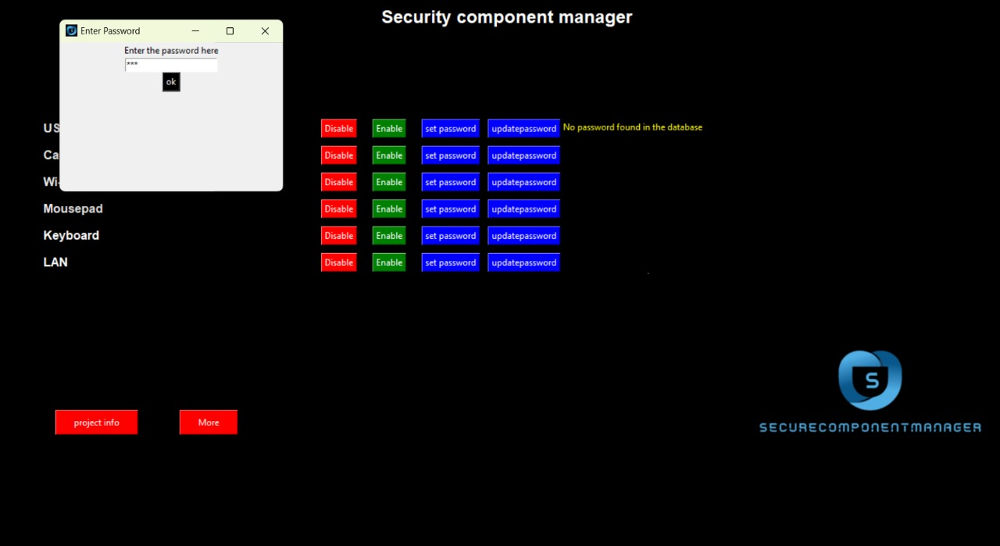 Security component manager
Enter Password
Enter the password here
***
ok
US Disable Enable set password updatepassword No password found in the database
Ca Disable Enable set password updatepassword
Wi- Disable Enable set password updatepassword
Mousepad Disable Enable set password updatepassword
Keyboard Disable Enable set password updatepassword
LAN Disable Enable set password updatepassword
S
SECURECOMPONENTMANAGER
project info More